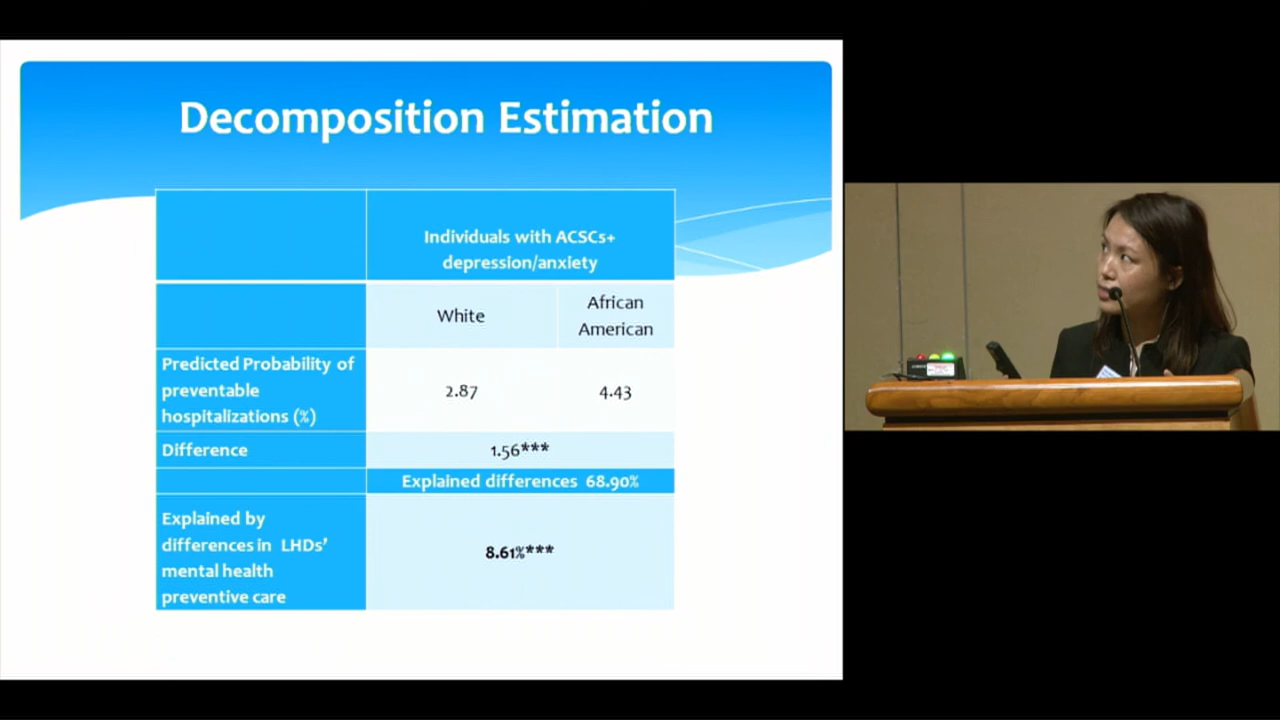 Decomposition Estimation
Individuals with ACSCs+
depression/anxiety
White
African
American
Predicted Probability of
preventable
hospitalizations (%)
2.87
4.43
Difference
1.56***
Explained differences 68.90%
Explained by
differences in LHDs’
mental health
preventive care
8.61%***